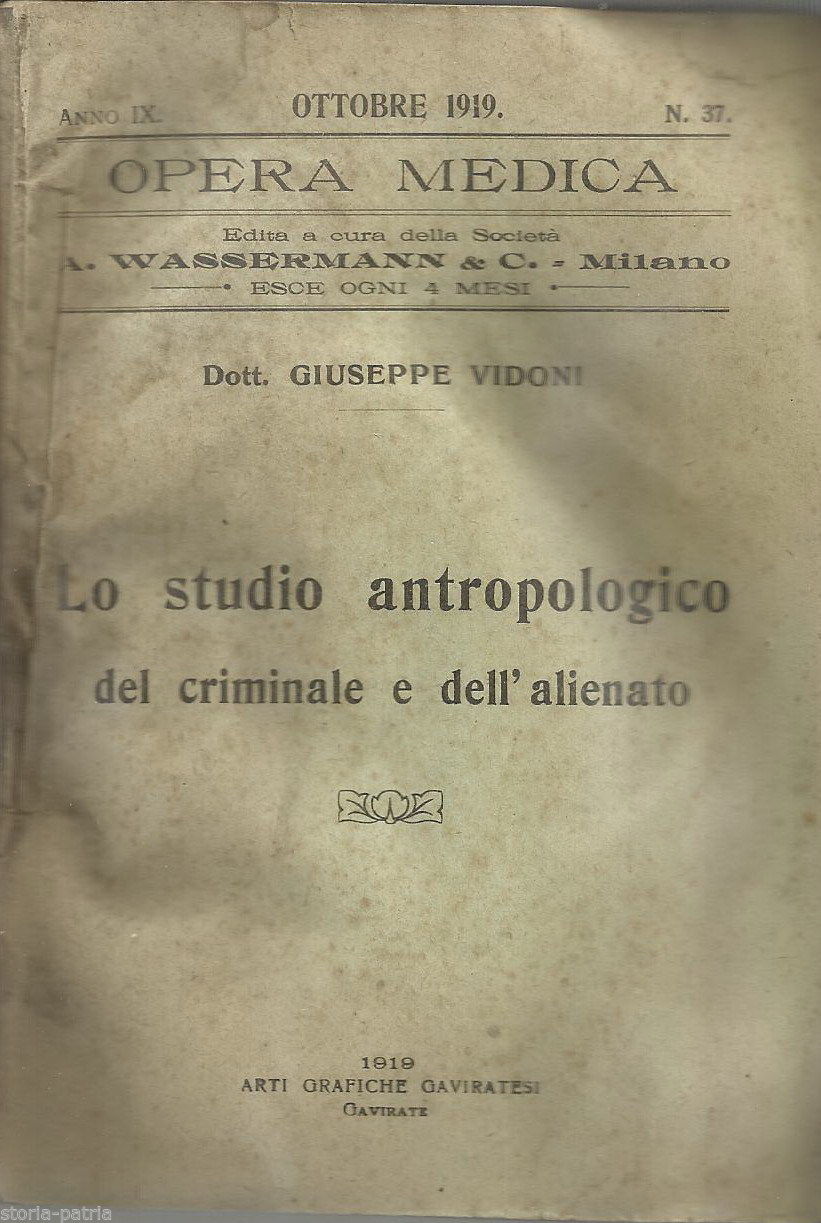 ANNO IX. OTTOBRE 1919. N. 37.
OPERA MEDICA
Edita a cura della Società
A. WASSERMANN & C. - Milano
ESCE OGNI 4 MESI
Dott. GIUSEPPE VIDONI
Lo studio antropologico
del criminale e dell'alienato
1919
ARTI GRAFICHE GAVIRATESI
GAVIRATE
storia-patria